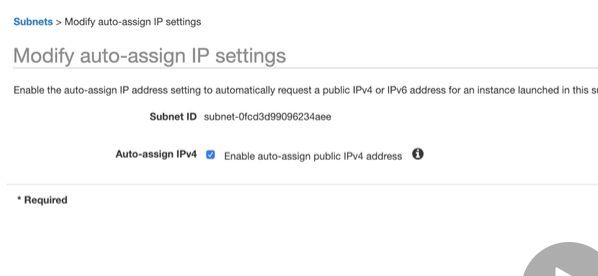 Subnets > Modify auto-assign IP settings
Modify auto-assign IP settings
Enable the auto-assign IP address setting to automatically request a public IPv4 or IPv6 address for an instance launched in this
Subnet ID subnet-0fcd3d99096234aee
Auto-assign IPv4 Enable auto-assign public IPv4 address
* Required